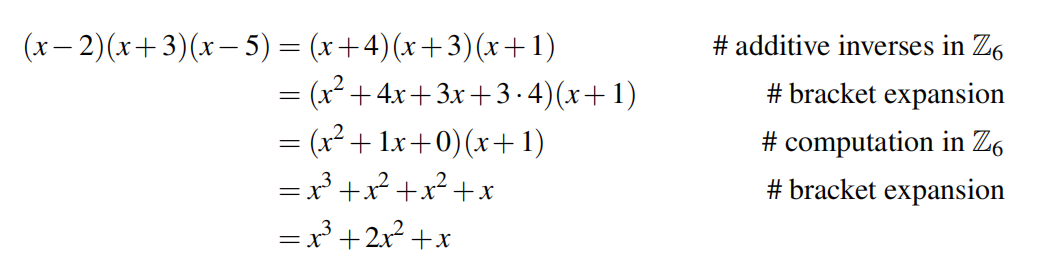 (x − 2)(x + 3)(x − 5) = (x + 4)(x + 3)(x + 1) # additive inverses in ℤ₆
= (x² + 4x + 3x + 3 · 4)(x + 1) # bracket expansion
= (x² + 1x + 0)(x + 1) # computation in ℤ₆
= x³ + x² + x² + x # bracket expansion
= x³ + 2x² + x